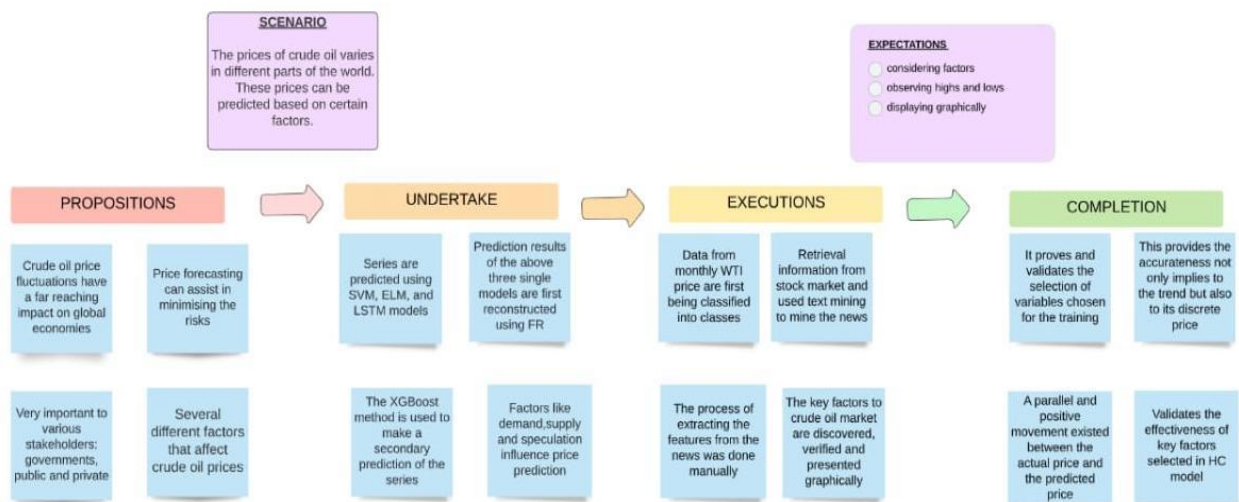 SCENARIO
The prices of crude oil varies
in different parts of the world.
These prices can be
predicted based on certain
factors.
EXPECTATIONS
considering factors
observing highs and lows
displaying graphically
PROPOSITIONS
UNDERTAKE
EXECUTIONS
COMPLETION
Crude oil price
fluctuations have
a far reaching
impact on global
economies
Price forecasting
can assist in
minimising the
risks
Series are
predicted using
SVM, ELM, and
LSTM models
Prediction results
of the above
three single
models are first
reconstructed
using FR
Data from
monthly WTI
price are first
being classified
into classes
Retrieval
information from
stock market and
used text mining
to mine the news
It proves and
validates the
selection of
variables chosen
for the training
This provides the
accurateness not
only implies to
the trend but also
to its discrete
price
Very important to
various
stakeholders:
governments,
public and private
Several
different factors
that affect
crude oil prices
The XGBoost
method is used to
make a
secondary
prediction of the
series
Factors like
demand,supply
and speculation
influence price
prediction
The process of
extracting the
features from the
news was done
manually
The key factors to
crude oil market
are discovered,
verified and
presented
graphically
A parallel and
positive
movement existed
between the
actual price and
the predicted
price
Validates the
effectiveness of
key factors
selected in HC
model